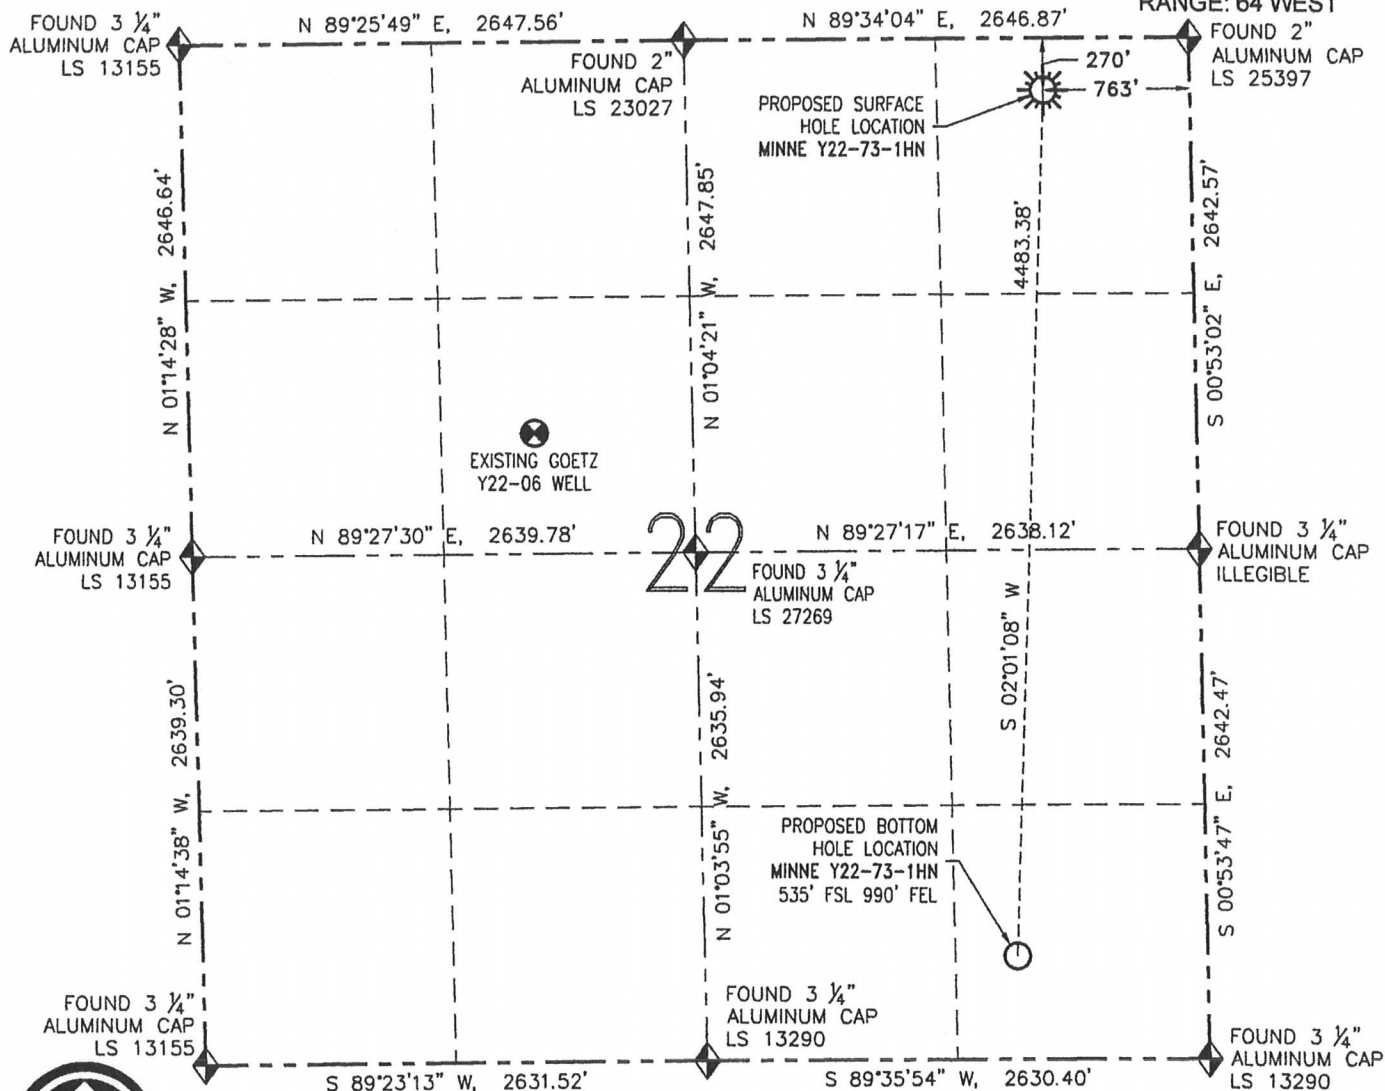 RANGE: 64 WEST
FOUND 3 ¼"
ALUMINUM CAP
LS 13155
N 89°25'49" E, 2647.56'
FOUND 2"
ALUMINUM CAP
LS 23027
N 89°34'04" E, 2646.87'
FOUND 2"
ALUMINUM CAP
LS 25397
270'
763'
PROPOSED SURFACE
HOLE LOCATION
MINNE Y22-73-1HN
N 01°14'28" W, 2646.64'
N 01°04'21" W, 2647.85'
4483.38'
S 02°01'08" W
S 00°53'02" E, 2642.57'
EXISTING GOETZ
Y22-06 WELL
FOUND 3 ¼"
ALUMINUM CAP
LS 13155
N 89°27'30" E, 2639.78'
22
N 89°27'17" E, 2638.12'
FOUND 3 ¼"
ALUMINUM CAP
LS 27269
FOUND 3 ¼"
ALUMINUM CAP
ILLEGIBLE
N 01°14'38" W, 2639.30'
N 01°03'55" W, 2635.94'
S 00°53'47" E, 2642.47'
PROPOSED BOTTOM
HOLE LOCATION
MINNE Y22-73-1HN
535' FSL 990' FEL
FOUND 3 ¼"
ALUMINUM CAP
LS 13155
S 89°23'13" W, 2631.52'
FOUND 3 ¼"
ALUMINUM CAP
LS 13290
S 89°35'54" W, 2630.40'
FOUND 3 ¼"
ALUMINUM CAP
LS 13290